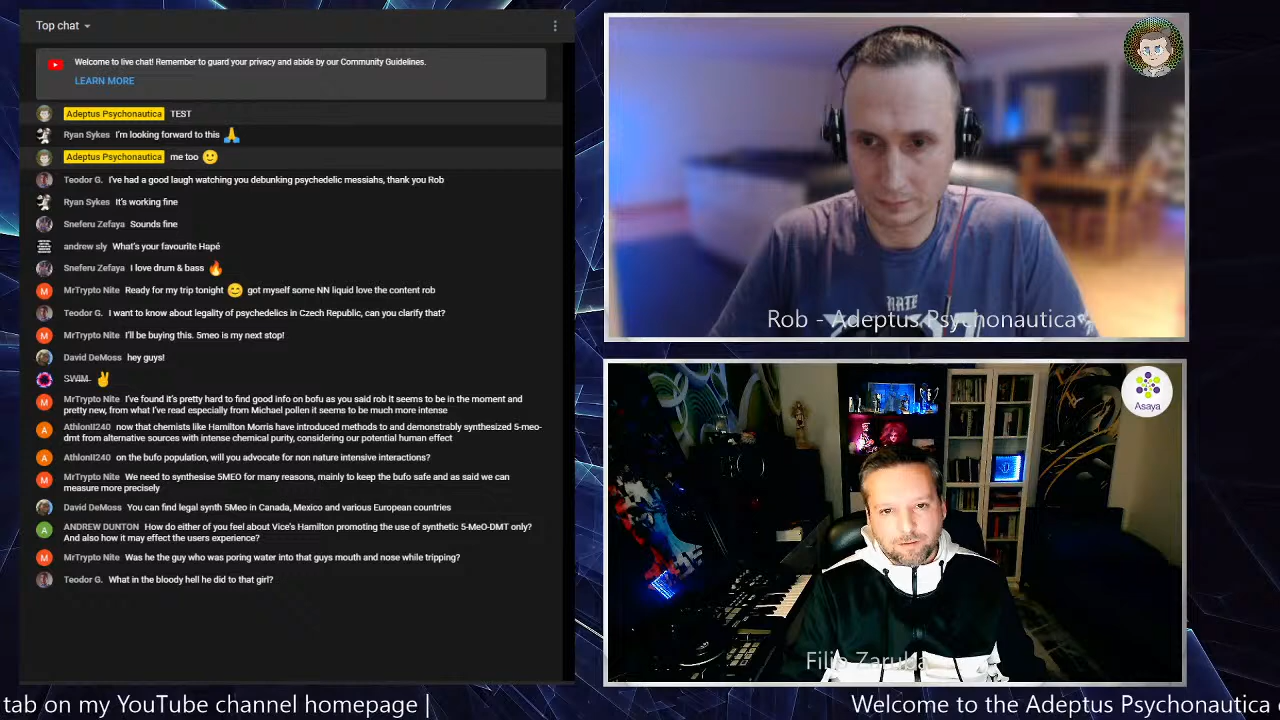 Top chat
Welcome to live chat! Remember to guard your privacy and abide by our Community Guidelines.
LEARN MORE
Adeptus Psychonautica TEST
Ryan Sykes I'm looking forward to this
Adeptus Psychonautica me too
Teodor G. I've had a good laugh watching you debunking psychedelic messiahs, thank you Rob
Ryan Sykes It's working fine
Sneferu Zefaya Sounds fine
andrew sly What's your favourite Hapé
Sneferu Zefaya I love drum & bass
MrTrypto Nite Ready for my trip tonight 😊 got myself some NN liquid love the content rob
Teodor G. I want to know about legality of psychedelics in Czech Republic, can you clarify that?
MrTrypto Nite I'll be buying this. 5meo is my next stop!
David DeMoss hey guys!
S̶W̶I̶M̶
MrTrypto Nite I've found it's pretty hard to find good info on bofu as you said rob it seems to be in the moment and
pretty new, from what I've read especially from Michael pollen it seems to be much more intense
AthlonII240 now that chemists like Hamilton Morris have introduced methods to and demonstrably synthesized 5-meo-
dmt from alternative sources with intense chemical purity, considering our potential human effect
AthlonII240 on the bufo population, will you advocate for non nature intensive interactions?
MrTrypto Nite We need to synthesise 5MEO for many reasons, mainly to keep the bufo safe and as said we can
measure more precisely
David DeMoss You can find legal synth 5Meo in Canada, Mexico and various European countries
ANDREW DUNTON How do either of you feel about Vice's Hamilton promoting the use of synthetic 5-MeO-DMT only?
And also how it may effect the users experience?
MrTrypto Nite Was he the guy who was poring water into that guys mouth and nose while tripping?
Teodor G. What in the bloody hell he did to that girl?
HATE
Rob - Adeptus Psychonautica
Asaya
Filip Zaruba
tab on my YouTube channel homepage |
Welcome to the Adeptus Psychonautica